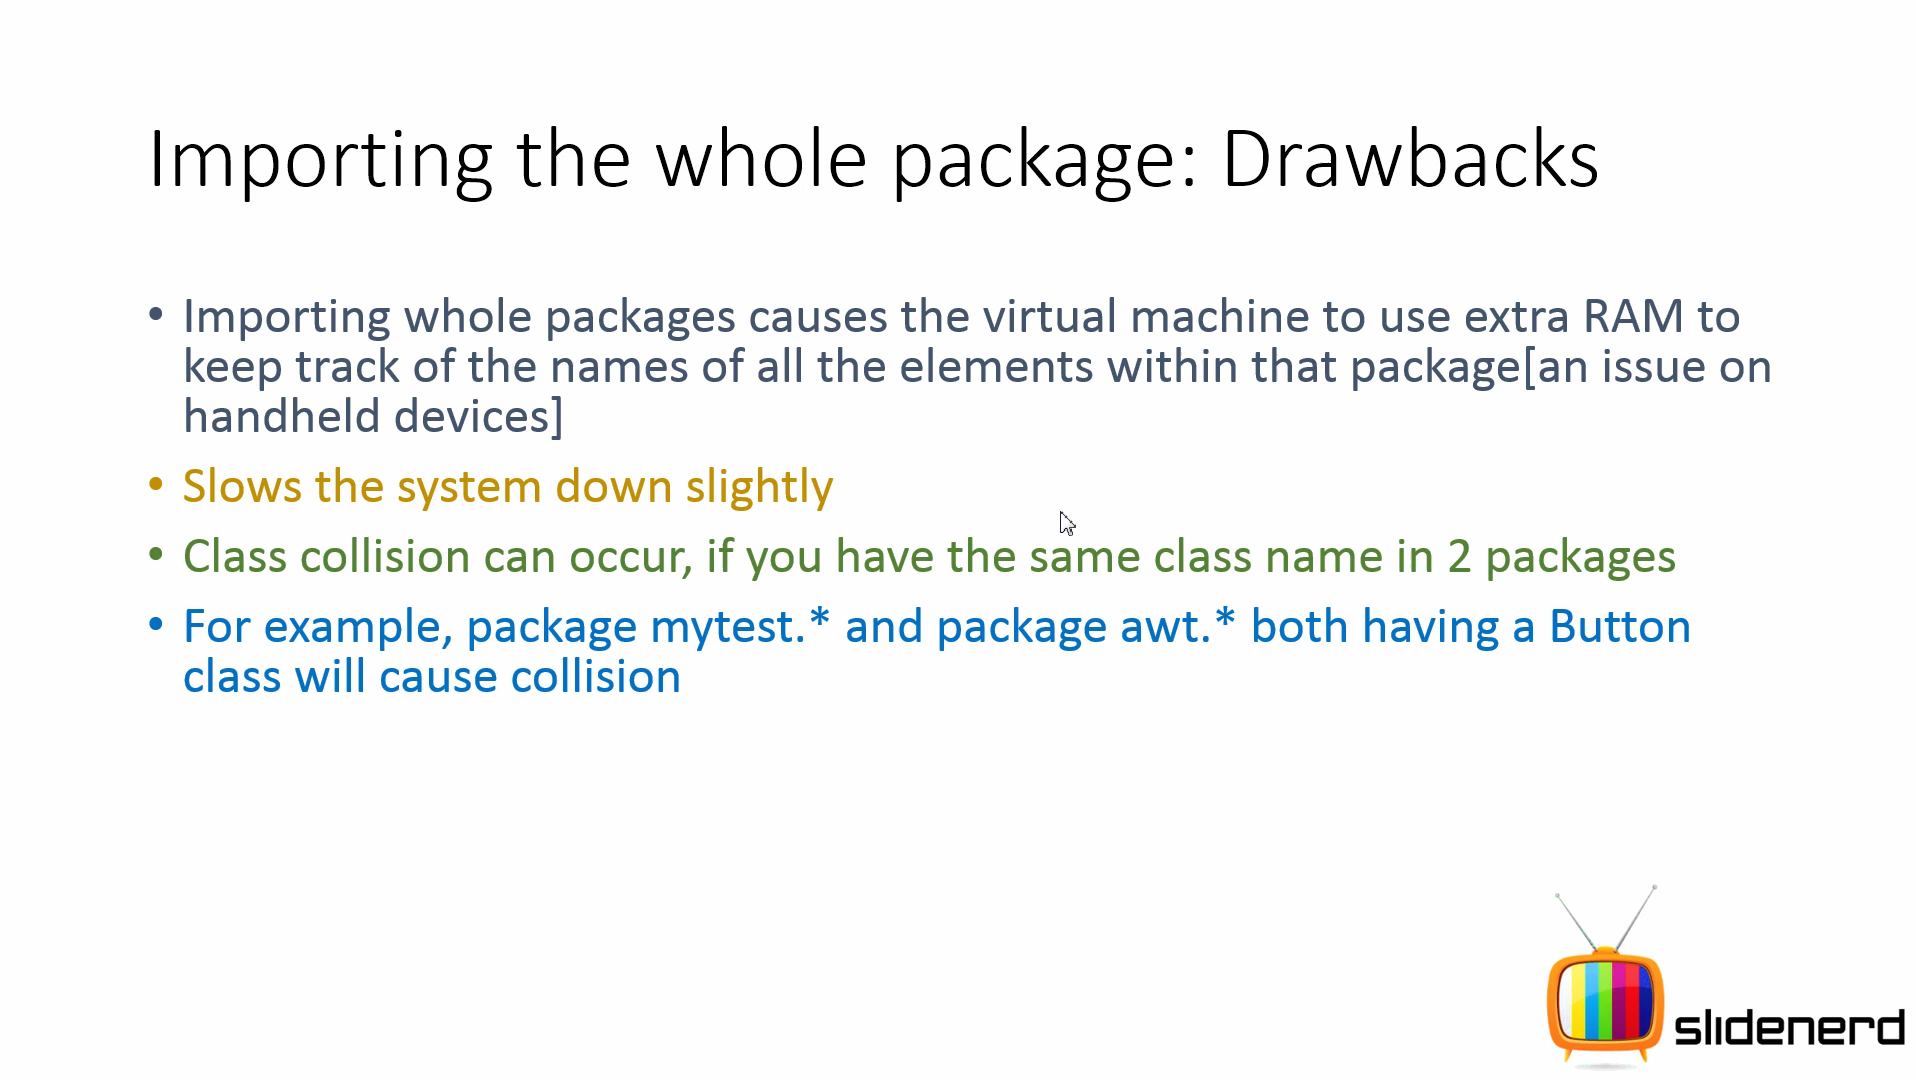 Importing the whole package: Drawbacks
• Importing whole packages causes the virtual machine to use extra RAM to
keep track of the names of all the elements within that package[an issue on
handheld devices]
• Slows the system down slightly
• Class collision can occur, if you have the same class name in 2 packages
• For example, package mytest.* and package awt.* both having a Button
class will cause collision
slidenerd